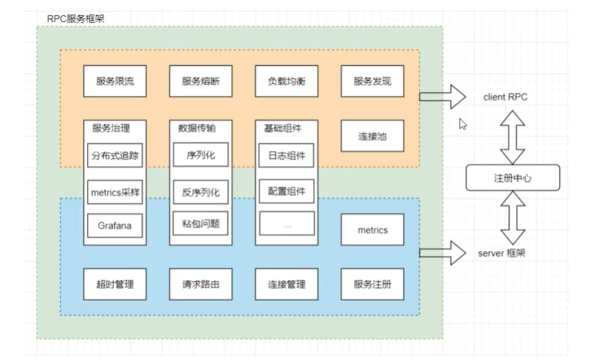 RPC服务框架
服务限流
服务熔断
负载均衡
服务发现
client RPC
服务治理
数据传输
基础组件
连接池
分布式追踪
序列化
日志组件
注册中心
metrics采样
反序列化
配置组件
Grafana
粘包问题
...
metrics
server 框架
超时管理
请求路由
连接管理
服务注册